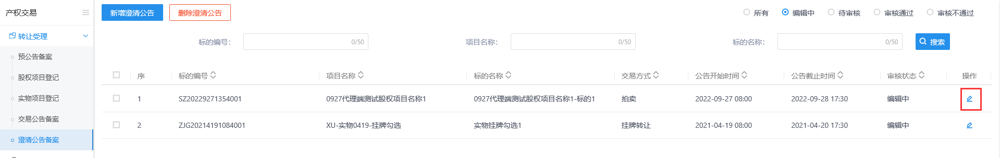 产权交易
转让受理
预公告备案
股权项目登记
实物项目登记
交易公告备案
澄清公告备案
新增澄清公告 删除澄清公告 所有 编辑中 待审核 审核通过 审核不通过
标的编号： 0/50 项目名称： 0/50 标的名称： 0/50 搜索
序 标的编号 项目名称 标的名称 交易方式 公告开始时间 公告截止时间 审核状态 操作
1 SZ20229271354001 0927代理端测试股权项目名称1 0927代理端测试股权项目名称1-标的1 拍卖 2022-09-27 08:00 2022-09-28 17:30 编辑中
2 ZJG20214191084001 XU-实物0419-挂牌勾选 实物挂牌勾选1 挂牌转让 2021-04-19 08:00 2021-04-20 17:30 编辑中